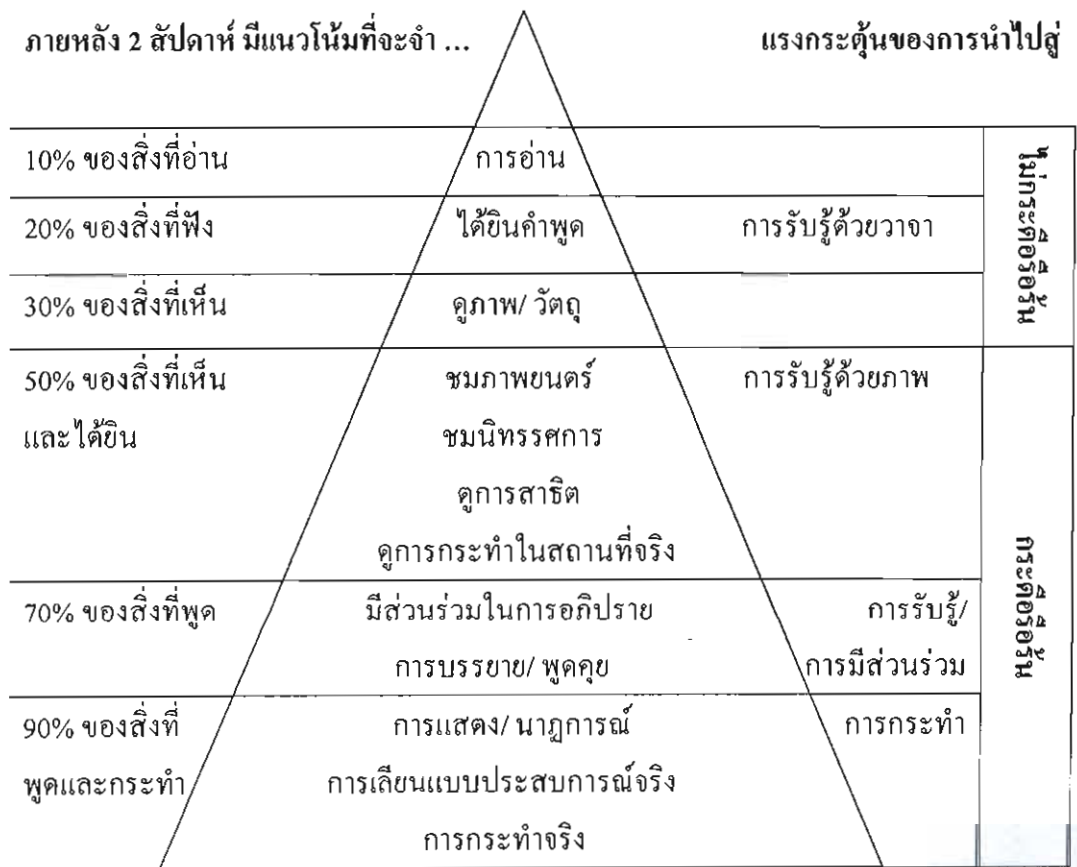 ภายหลัง 2 สัปดาห์ มีแนวโน้มที่จะจำ ... แรงกระตุ้นของการนำไปสู่
10% ของสิ่งที่อ่าน การอ่าน
20% ของสิ่งที่ฟัง ได้ยินคำพูด การรับรู้ด้วยวาจา
30% ของสิ่งที่เห็น ดูภาพ/ วัตถุ
ไม่กระตือรือร้น
50% ของสิ่งที่เห็น ชมภาพยนตร์ การรับรู้ด้วยภาพ
และได้ยิน ชมนิทรรศการ
ดูการสาธิต
ดูการกระทำในสถานที่จริง
70% ของสิ่งที่พูด มีส่วนร่วมในการอภิปราย การรับรู้/
การบรรยาย/ พูดคุย การมีส่วนร่วม
90% ของสิ่งที่ การแสดง/ นาฏการณ์ การกระทำ
พูดและกระทำ การเลียนแบบประสบการณ์จริง
การกระทำจริง
กระตือรือร้น